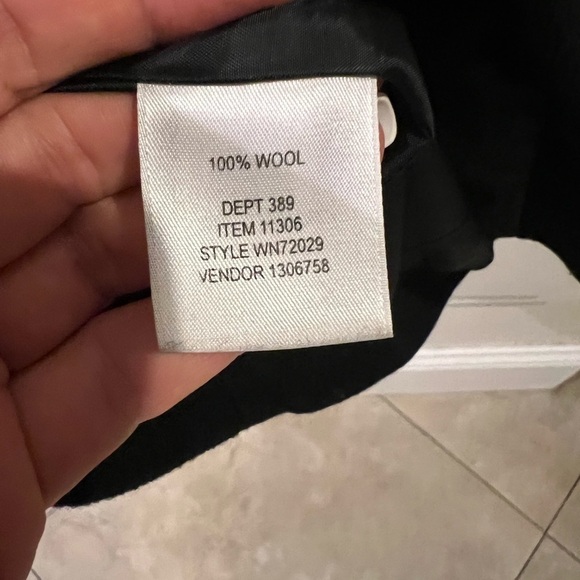 100% WOOL
DEPT 389
ITEM 11306
STYLE WN72029
VENDOR 1306758